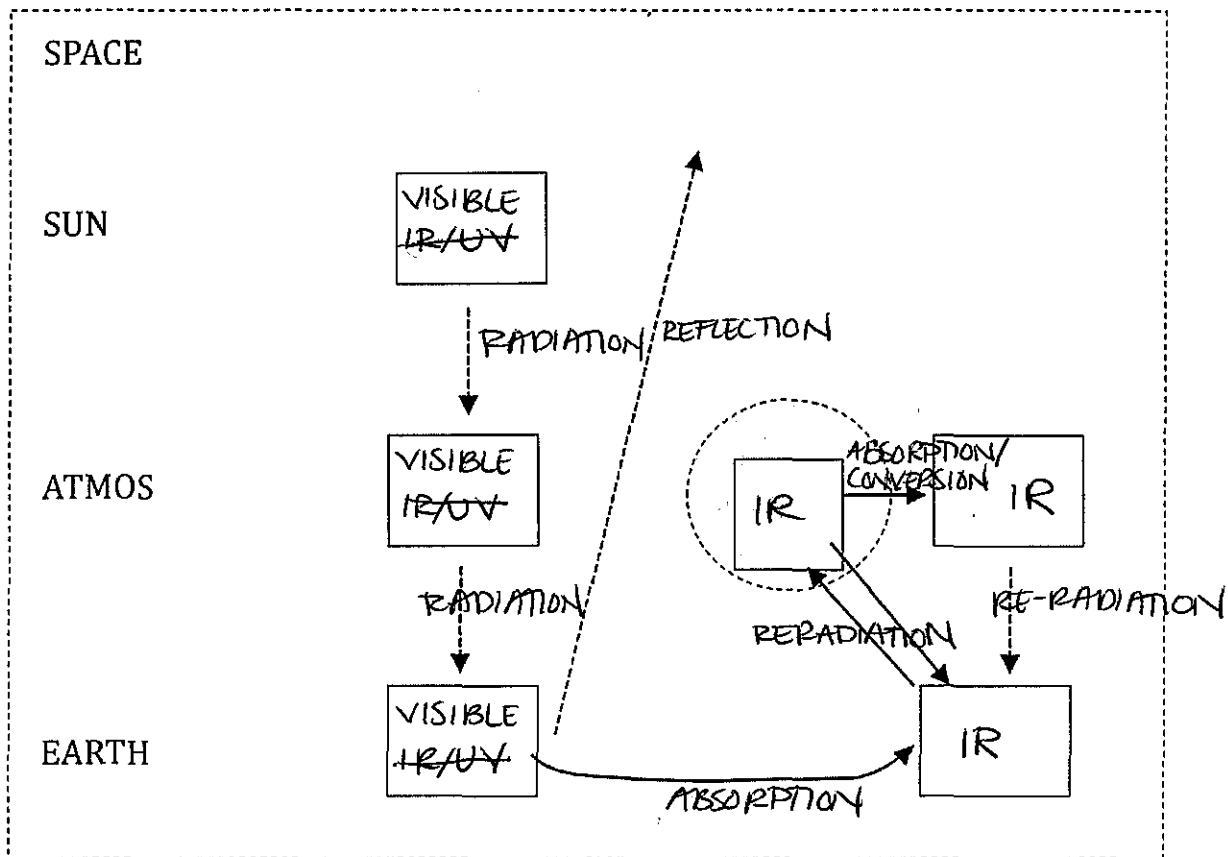 SPACE
SUN
VISIBLE
IR/UV
RADIATION
REFLECTION
ATMOS
VISIBLE
IR/UV
IR
ABSORPTION/
CONVERSION
IR
RADIATION
RERADIATION
RE-RADIATION
EARTH
VISIBLE
IR/UV
IR
ABSORPTION